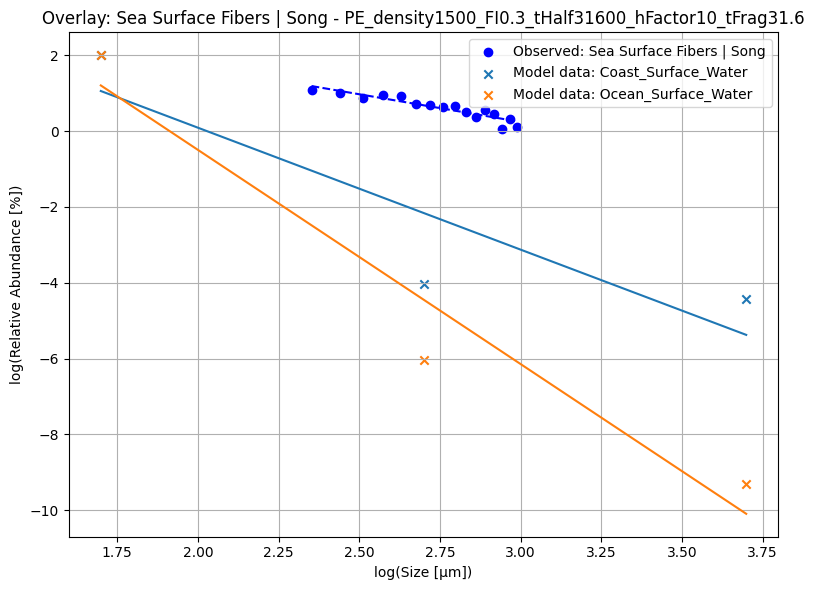 Overlay: Sea Surface Fibers | Song - PE_density1500_FI0.3_tHalf31600_hFactor10_tFrag31.6
Observed: Sea Surface Fibers | Song
Model data: Coast_Surface_Water
Model data: Ocean_Surface_Water
log(Relative Abundance [%])
2
0
−2
−4
−6
−8
−10
1.75
2.00
2.25
2.50
2.75
3.00
3.25
3.50
3.75
log(Size [µm])